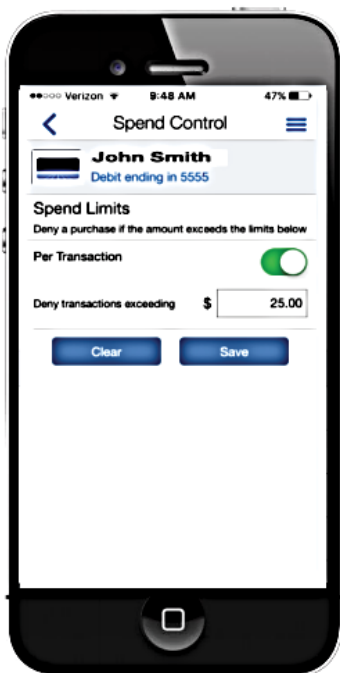 Verizon 9:48 AM 47%
Spend Control
John Smith
Debit ending in 5555
Spend Limits
Deny a purchase if the amount exceeds the limits below
Per Transaction
Deny transactions exceeding $ 25.00
Clear Save